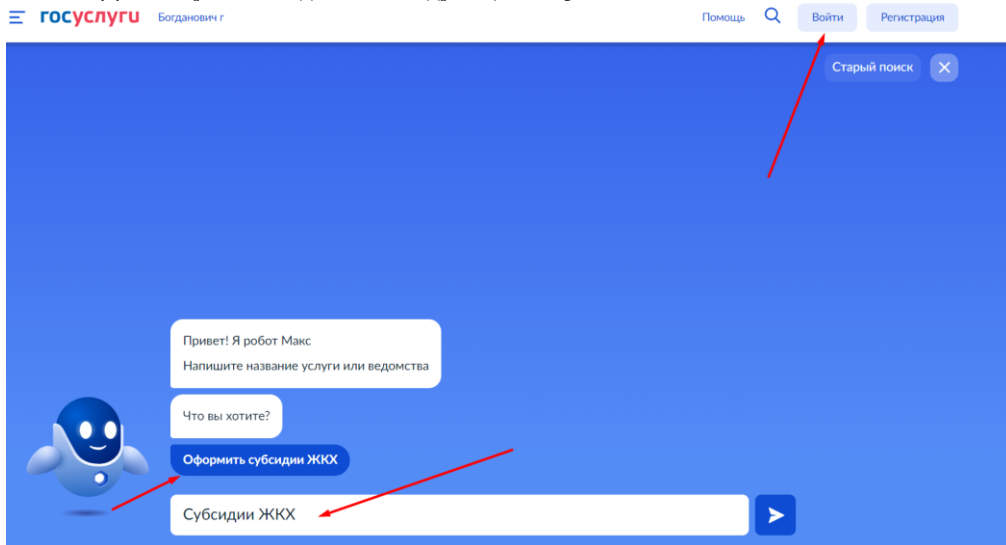 госуслуги Богданович г Помощь Войти Регистрация
Старый поиск
Привет! Я робот Макс
Напишите название услуги или ведомства
Что вы хотите?
Оформить субсидии ЖКХ
Субсидии ЖКХ